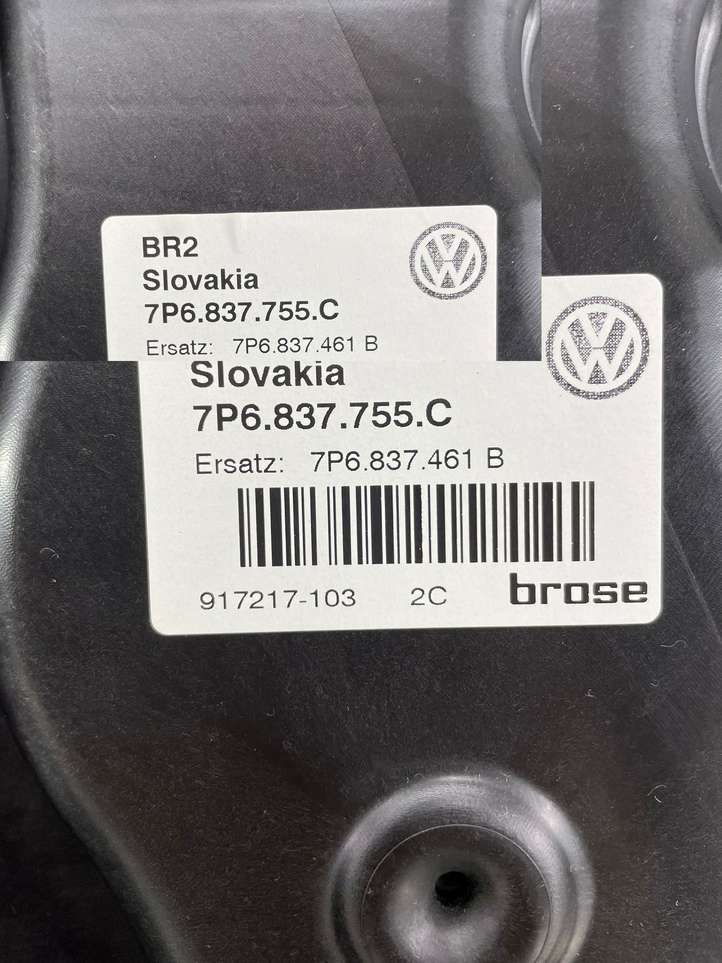 BR2
Slovakia
7P6.837.755.C
Ersatz: 7P6.837.461 B
Slovakia
7P6.837.755.C
Ersatz: 7P6.837.461 B
917217-103 2C brose